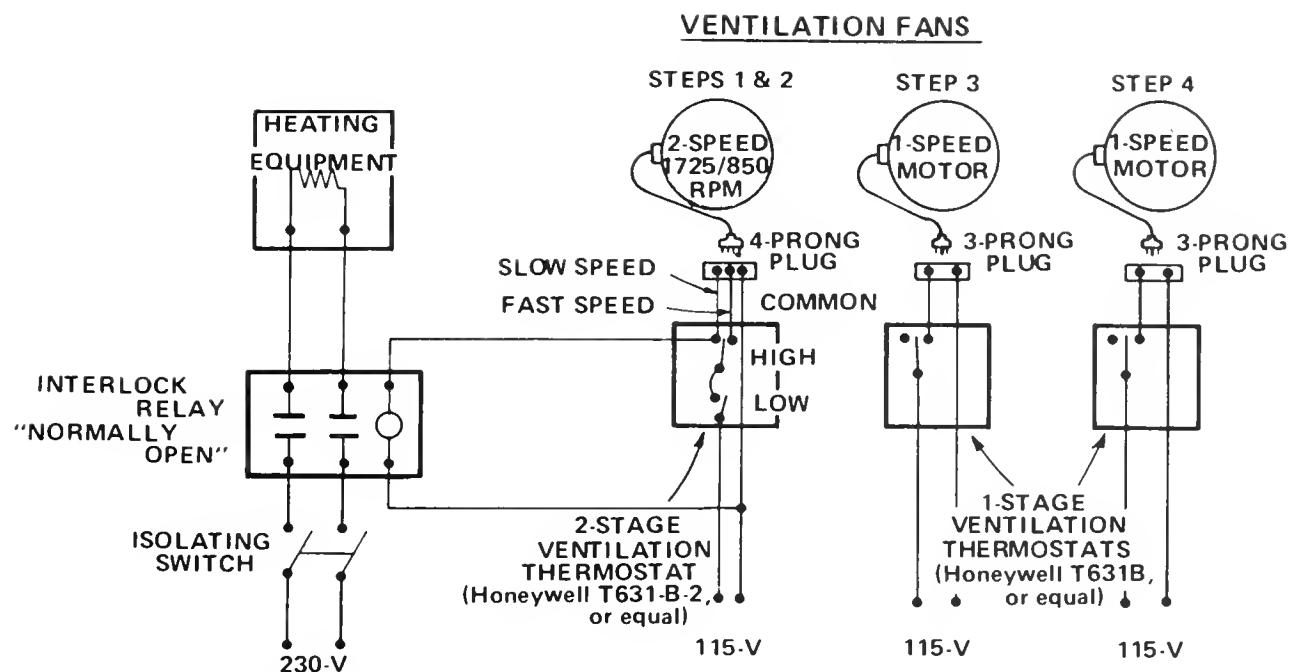 VENTILATION FANS
STEPS 1 & 2
STEP 3
STEP 4
HEATING
EQUIPMENT
2-SPEED
1725/850
RPM
1-SPEED
MOTOR
1-SPEED
MOTOR
4-PRONG
PLUG
3-PRONG
PLUG
3-PRONG
PLUG
SLOW SPEED
FAST SPEED
COMMON
HIGH
LOW
INTERLOCK
RELAY
"NORMALLY
OPEN"
ISOLATING
SWITCH
2-STAGE
VENTILATION
THERMOSTAT
(Honeywell T631-B-2,
or equal)
1-STAGE
VENTILATION
THERMOSTATS
(Honeywell T631B,
or equal)
230-V
115-V
115-V
115-V